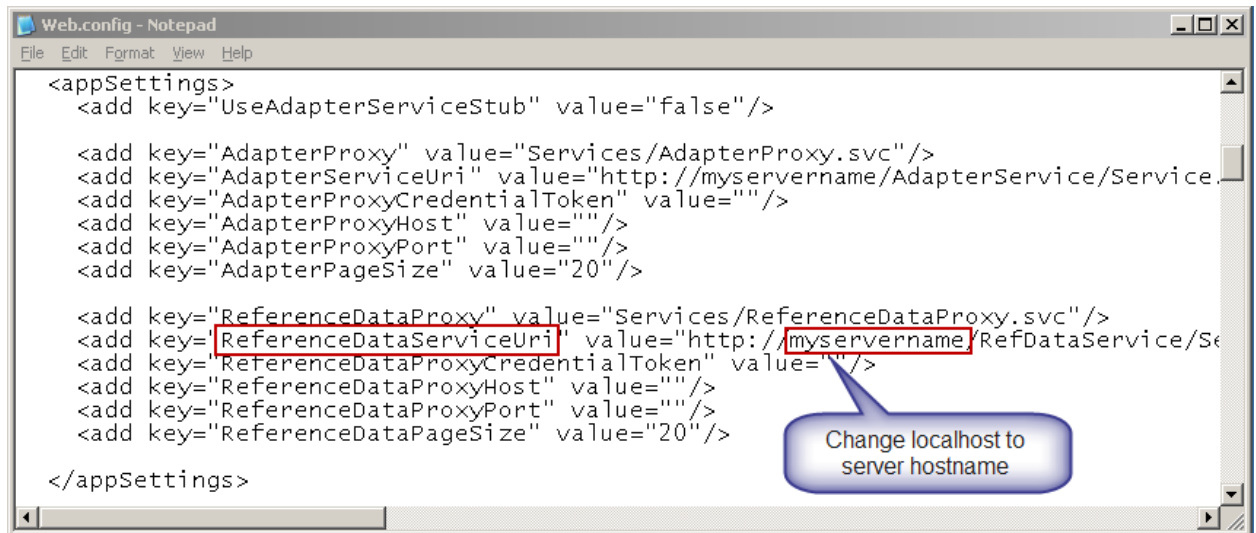 Web.config - Notepad
File Edit Format View Help
<appSettings>
<add key="UseAdapterServiceStub" value="false"/>
<add key="AdapterProxy" value="Services/AdapterProxy.svc"/>
<add key="AdapterServiceUri" value="http://myservername/AdapterService/Service.
<add key="AdapterProxyCredentialToken" value=""/>
<add key="AdapterProxyHost" value=""/>
<add key="AdapterProxyPort" value=""/>
<add key="AdapterPageSize" value="20"/>
<add key="ReferenceDataProxy" value="Services/ReferenceDataProxy.svc"/>
<add key="ReferenceDataServiceUri" value="http://myservername/RefDataService/Se
<add key="ReferenceDataProxyCredentialToken" value=""/>
<add key="ReferenceDataProxyHost" value=""/>
<add key="ReferenceDataProxyPort" value=""/>
<add key="ReferenceDataPageSize" value="20"/>
</appSettings>
Change localhost to
server hostname